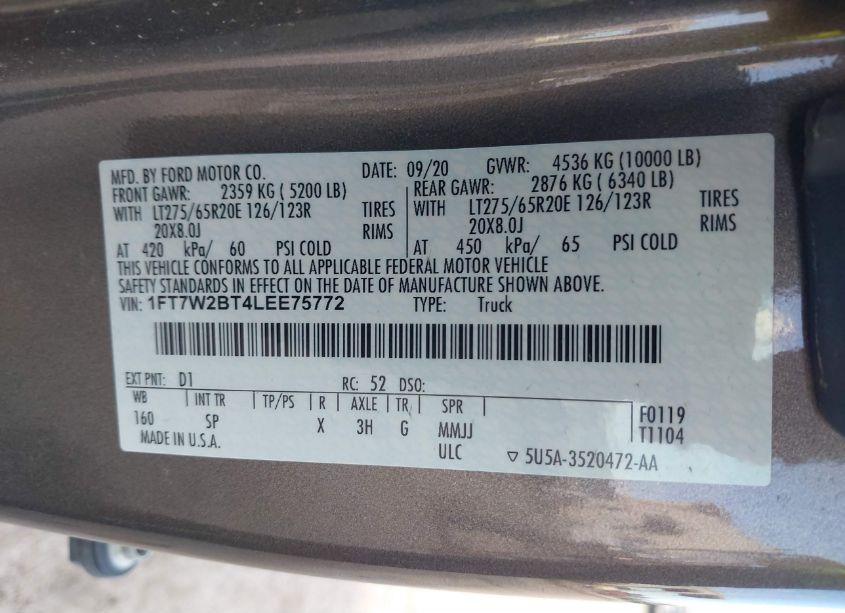 MFD. BY FORD MOTOR CO. DATE: 09/20 GVWR: 4536 KG (10000 LB)
FRONT GAWR: 2359 KG ( 5200 LB) REAR GAWR: 2876 KG ( 6340 LB)
WITH LT275/65R20E 126/123R TIRES WITH LT275/65R20E 126/123R TIRES
20X8.0J RIMS 20X8.0J RIMS
AT 420 kPa/ 60 PSI COLD AT 450 kPa/ 65 PSI COLD
THIS VEHICLE CONFORMS TO ALL APPLICABLE FEDERAL MOTOR VEHICLE
SAFETY STANDARDS IN EFFECT ON THE DATE OF MANUFACTURE SHOWN ABOVE.
VIN: 1FT7W2BT4LEE75772 TYPE: Truck
EXT PNT: D1 RC: 52 DSO:
WB INT TR TP/PS R AXLE TR SPR F0119
160 SP X 3H G MMJJ T1104
MADE IN U.S.A. ULC ▽ 5U5A-3520472-AA